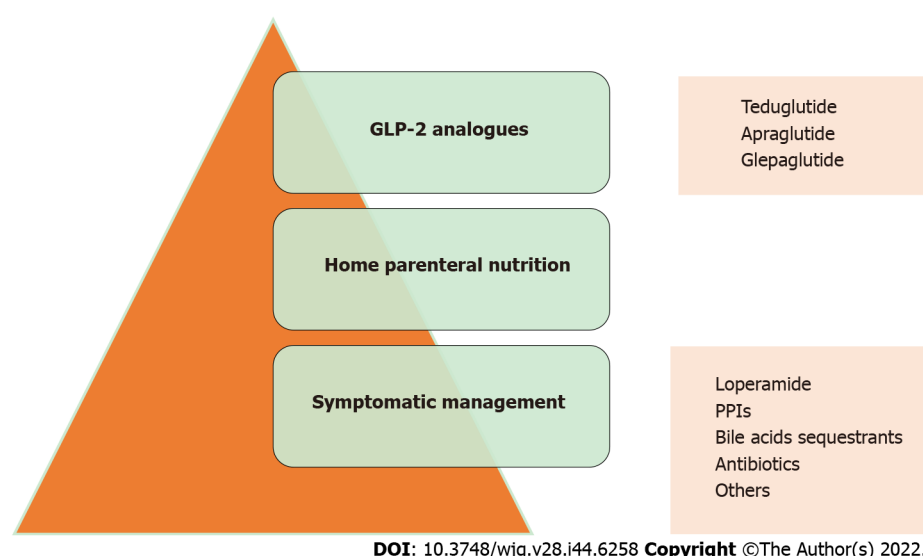 GLP-2 analogues
Teduglutide
Apraglutide
Glepaglutide
Home parenteral nutrition
Symptomatic management
Loperamide
PPIs
Bile acids sequestrants
Antibiotics
Others
DOI: 10.3748/wjg.v28.i44.6258 Copyright ©The Author(s) 2022.